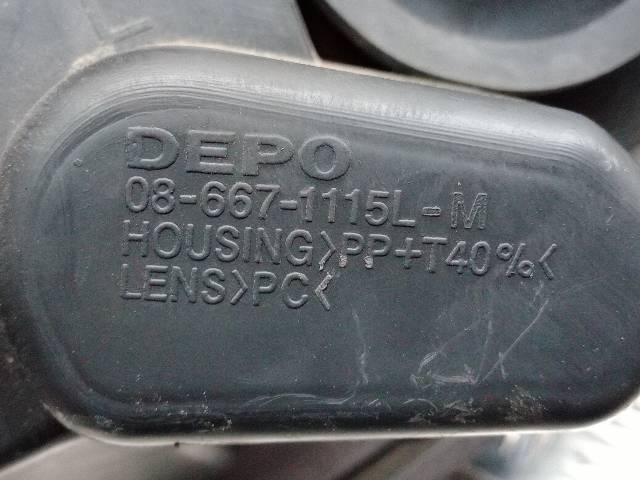 DEPO
08-667-1115L-M
HOUSING>PP+T40%<
LENS>PC<